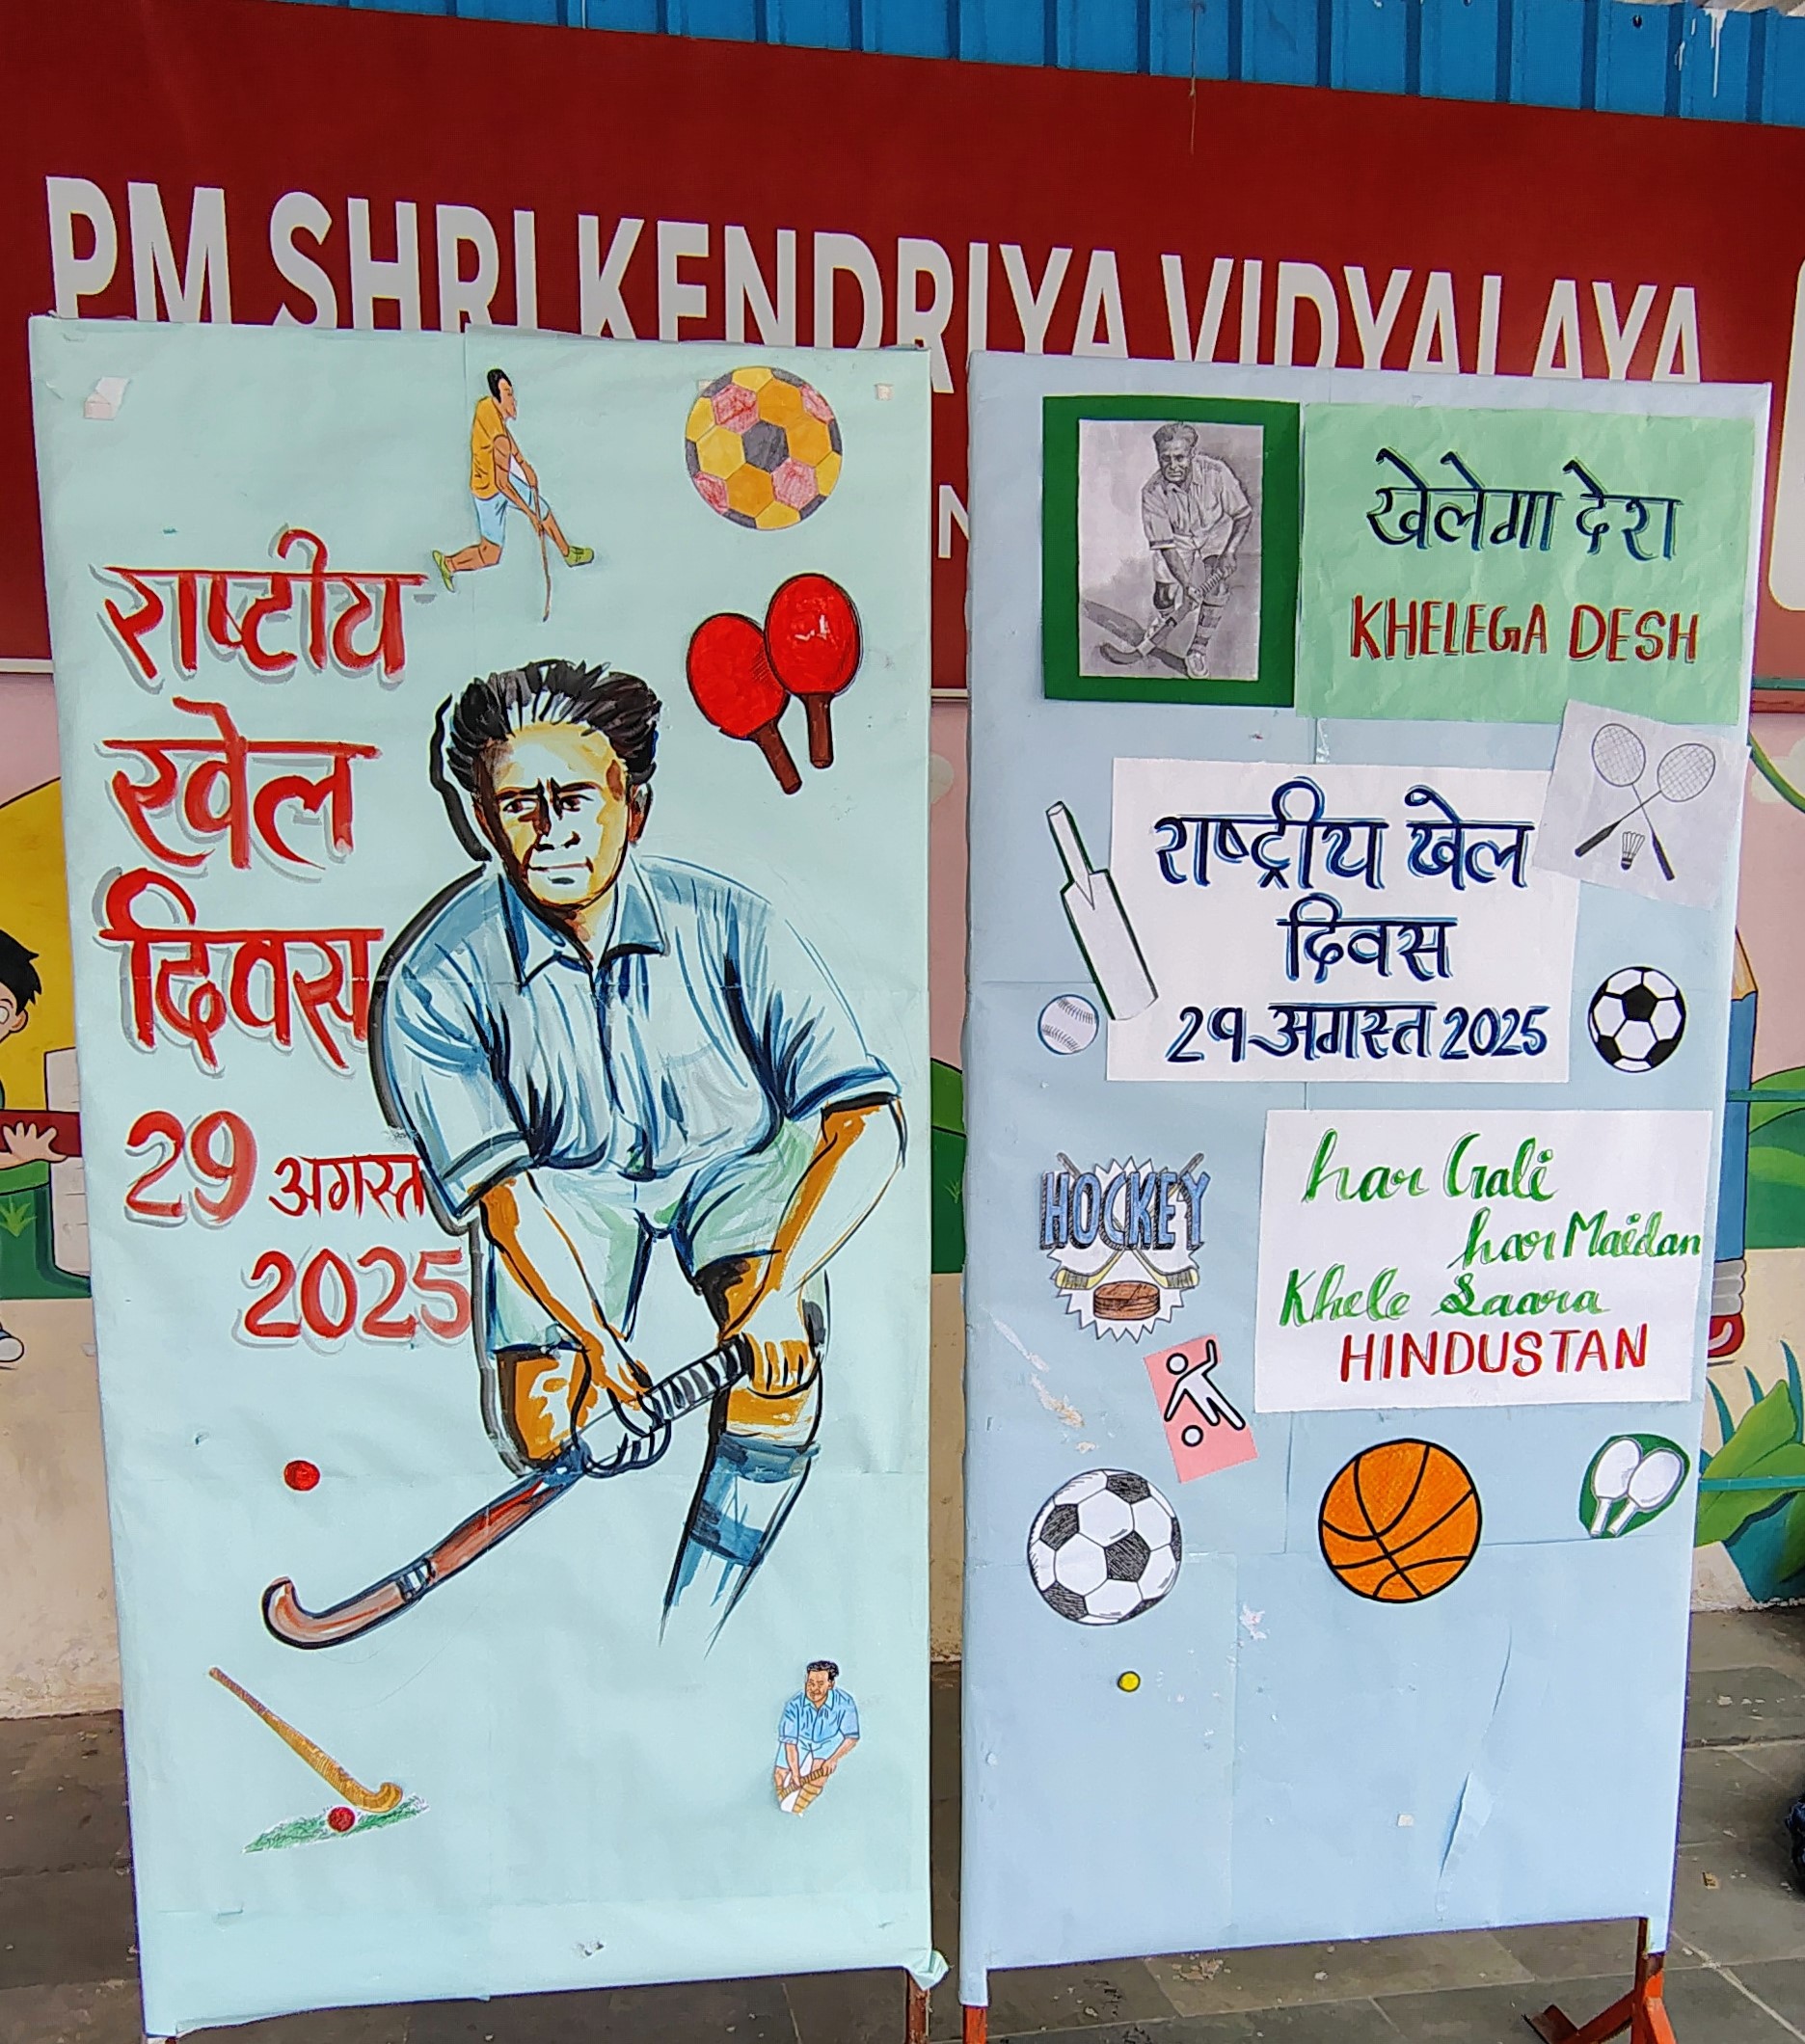 PM SHRI KENDRIYA VIDYALAYA
N
राष्टीय
खेल
दिवस
29 अगस्त
2025
खेलेगा देश
KHELEGA DESH
राष्ट्रीय खेल
दिवस
29 अगस्त 2025
HOCKEY
har Gali
har Maidan
Khele Saara
HINDUSTAN